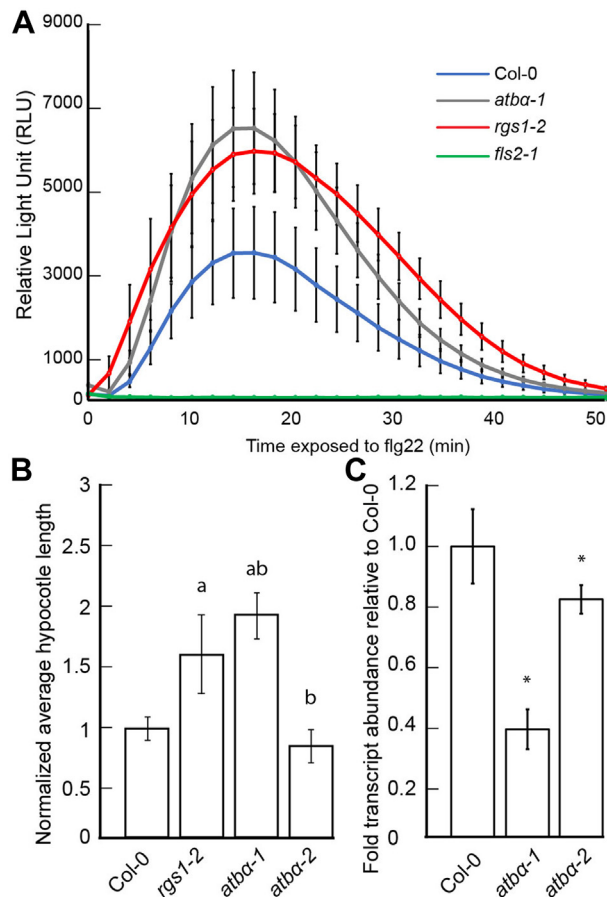 A
9000
7000
5000
3000
1000
0
Relative Light Unit (RLU)
0 10 20 30 40 50
Time exposed to flg22 (min)
Col-0
atbα-1
rgs1-2
fls2-1
B
3
2.5
2
1.5
1
0.5
0
Normalized average hypocotle length
a
ab
b
Col-0
rgs1-2
atbα-1
atbα-2
C
1.2
1.0
0.8
0.6
0.4
0.2
0
Fold transcript abundance relative to Col-0
*
*
Col-0
atbα-1
atbα-2